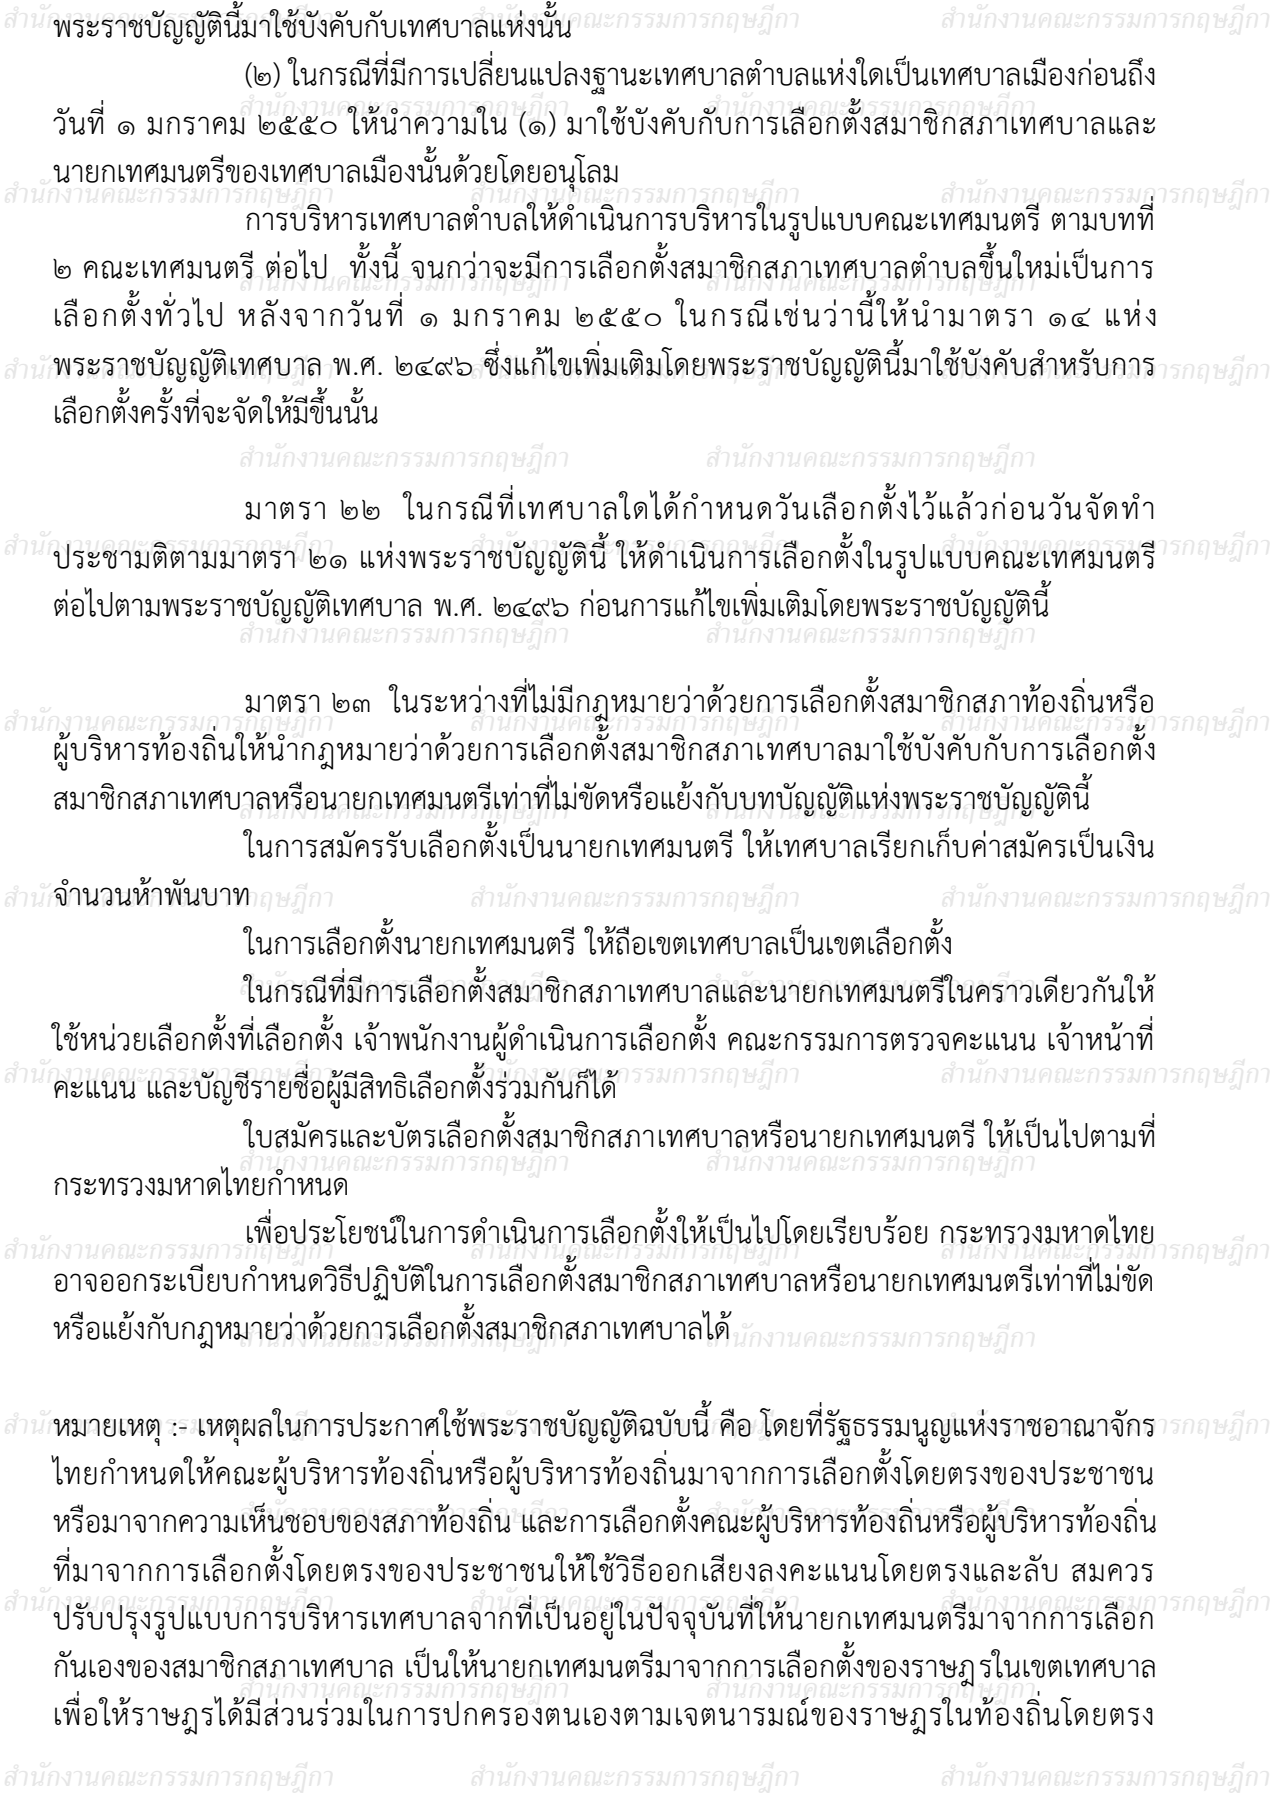 พระราชบัญญัตินี้มาใช้บังคับกับเทศบาลแห่งนั้น
(๒) ในกรณีที่มีการเปลี่ยนแปลงฐานะเทศบาลตำบลแห่งใดเป็นเทศบาลเมืองก่อนถึง
วันที่ ๑ มกราคม ๒๕๕๐ ให้นำความใน (๑) มาใช้บังคับกับการเลือกตั้งสมาชิกสภาเทศบาลและ
นายกเทศมนตรีของเทศบาลเมืองนั้นด้วยโดยอนุโลม
การบริหารเทศบาลตำบลให้ดำเนินการบริหารในรูปแบบคณะเทศมนตรี ตามบทที่
๒ คณะเทศมนตรี ต่อไป ทั้งนี้ จนกว่าจะมีการเลือกตั้งสมาชิกสภาเทศบาลตำบลขึ้นใหม่เป็นการ
เลือกตั้งทั่วไป หลังจากวันที่ ๑ มกราคม ๒๕๕๐ ในกรณีเช่นว่านี้ให้นำมาตรา ๑๔ แห่ง
พระราชบัญญัติเทศบาล พ.ศ. ๒๔๙๖ ซึ่งแก้ไขเพิ่มเติมโดยพระราชบัญญัตินี้มาใช้บังคับสำหรับการ
เลือกตั้งครั้งที่จะจัดให้มีขึ้นนั้น
มาตรา ๒๒ ในกรณีที่เทศบาลใดได้กำหนดวันเลือกตั้งไว้แล้วก่อนวันจัดทำ
ประชามติตามมาตรา ๒๑ แห่งพระราชบัญญัตินี้ ให้ดำเนินการเลือกตั้งในรูปแบบคณะเทศมนตรี
ต่อไปตามพระราชบัญญัติเทศบาล พ.ศ. ๒๔๙๖ ก่อนการแก้ไขเพิ่มเติมโดยพระราชบัญญัตินี้
มาตรา ๒๓ ในระหว่างที่ไม่มีกฎหมายว่าด้วยการเลือกตั้งสมาชิกสภาท้องถิ่นหรือ
ผู้บริหารท้องถิ่นให้นำกฎหมายว่าด้วยการเลือกตั้งสมาชิกสภาเทศบาลมาใช้บังคับกับการเลือกตั้ง
สมาชิกสภาเทศบาลหรือนายกเทศมนตรีเท่าที่ไม่ขัดหรือแย้งกับบทบัญญัติแห่งพระราชบัญญัตินี้
ในการสมัครรับเลือกตั้งเป็นนายกเทศมนตรี ให้เทศบาลเรียกเก็บค่าสมัครเป็นเงิน
จำนวนห้าพันบาท
ในการเลือกตั้งนายกเทศมนตรี ให้ถือเขตเทศบาลเป็นเขตเลือกตั้ง
ในกรณีที่มีการเลือกตั้งสมาชิกสภาเทศบาลและนายกเทศมนตรีในคราวเดียวกันให้
ใช้หน่วยเลือกตั้งที่เลือกตั้ง เจ้าพนักงานผู้ดำเนินการเลือกตั้ง คณะกรรมการตรวจคะแนน เจ้าหน้าที่
คะแนน และบัญชีรายชื่อผู้มีสิทธิเลือกตั้งร่วมกันก็ได้
ใบสมัครและบัตรเลือกตั้งสมาชิกสภาเทศบาลหรือนายกเทศมนตรี ให้เป็นไปตามที่
กระทรวงมหาดไทยกำหนด
เพื่อประโยชน์ในการดำเนินการเลือกตั้งให้เป็นไปโดยเรียบร้อย กระทรวงมหาดไทย
อาจออกระเบียบกำหนดวิธีปฏิบัติในการเลือกตั้งสมาชิกสภาเทศบาลหรือนายกเทศมนตรีเท่าที่ไม่ขัด
หรือแย้งกับกฎหมายว่าด้วยการเลือกตั้งสมาชิกสภาเทศบาลได้
หมายเหตุ :- เหตุผลในการประกาศใช้พระราชบัญญัติฉบับนี้ คือ โดยที่รัฐธรรมนูญแห่งราชอาณาจักร
ไทยกำหนดให้คณะผู้บริหารท้องถิ่นหรือผู้บริหารท้องถิ่นมาจากการเลือกตั้งโดยตรงของประชาชน
หรือมาจากความเห็นชอบของสภาท้องถิ่น และการเลือกตั้งคณะผู้บริหารท้องถิ่นหรือผู้บริหารท้องถิ่น
ที่มาจากการเลือกตั้งโดยตรงของประชาชนให้ใช้วิธีออกเสียงลงคะแนนโดยตรงและลับ สมควร
ปรับปรุงรูปแบบการบริหารเทศบาลจากที่เป็นอยู่ในปัจจุบันที่ให้นายกเทศมนตรีมาจากการเลือก
กันเองของสมาชิกสภาเทศบาล เป็นให้นายกเทศมนตรีมาจากการเลือกตั้งของราษฎรในเขตเทศบาล
เพื่อให้ราษฎรได้มีส่วนร่วมในการปกครองตนเองตามเจตนารมณ์ของราษฎรในท้องถิ่นโดยตรง
สำนักงานคณะกรรมการกฤษฎีกา สำนักงานคณะกรรมการกฤษฎีกา สำนักงานคณะกรรมการกฤษฎีกา